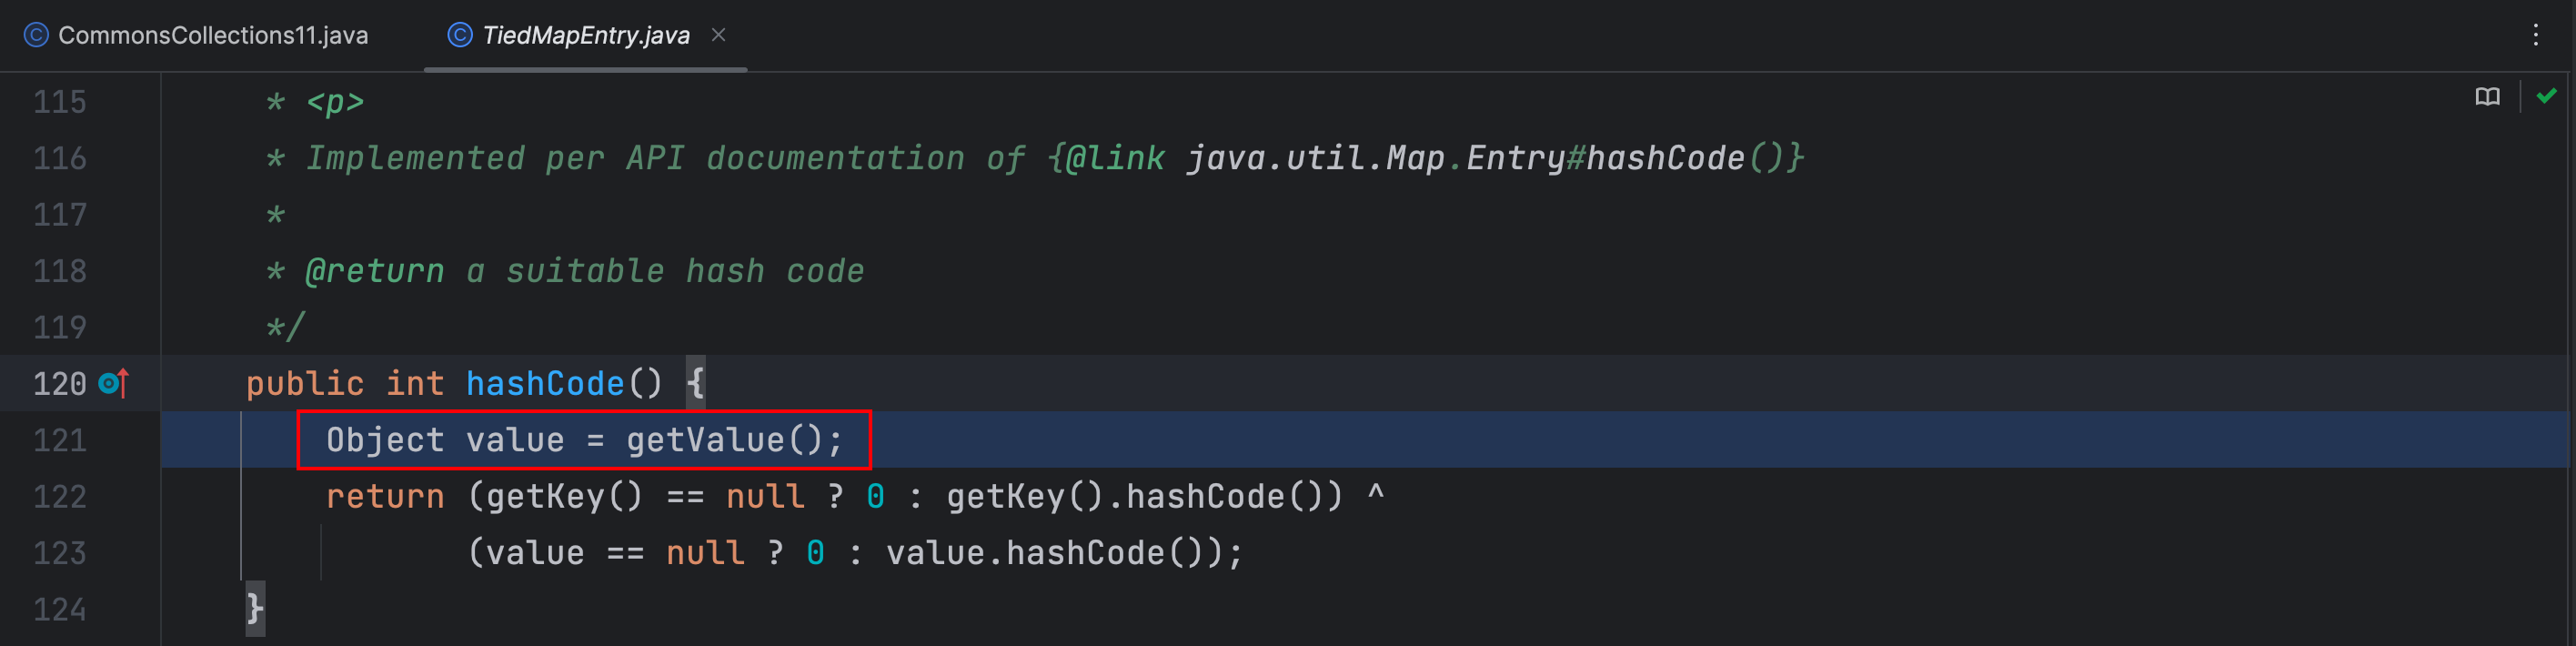 CommonsCollections11.java TiedMapEntry.java
115 * <p>
116 * Implemented per API documentation of {@link java.util.Map.Entry#hashCode()}
117 *
118 * @return a suitable hash code
119 */
120 public int hashCode() {
121 Object value = getValue();
122 return (getKey() == null ? 0 : getKey().hashCode()) ^
123 (value == null ? 0 : value.hashCode());
124 }